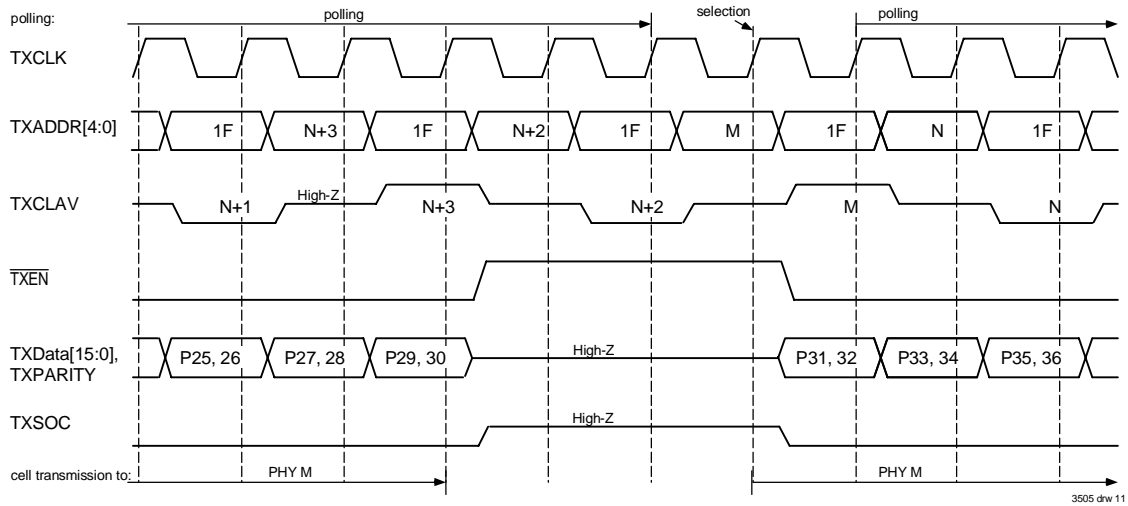 polling: polling selection polling
TXCLK
TXADDR[4:0] 1F N+3 1F N+2 1F M 1F N 1F
TXCLAV N+1 High-Z N+3 N+2 M N
TXEN
TXData[15:0], TXPARITY P25, 26 P27, 28 P29, 30 High-Z P31, 32 P33, 34 P35, 36
TXSOC High-Z
cell transmission to: PHY M PHY M
3505 drw 11